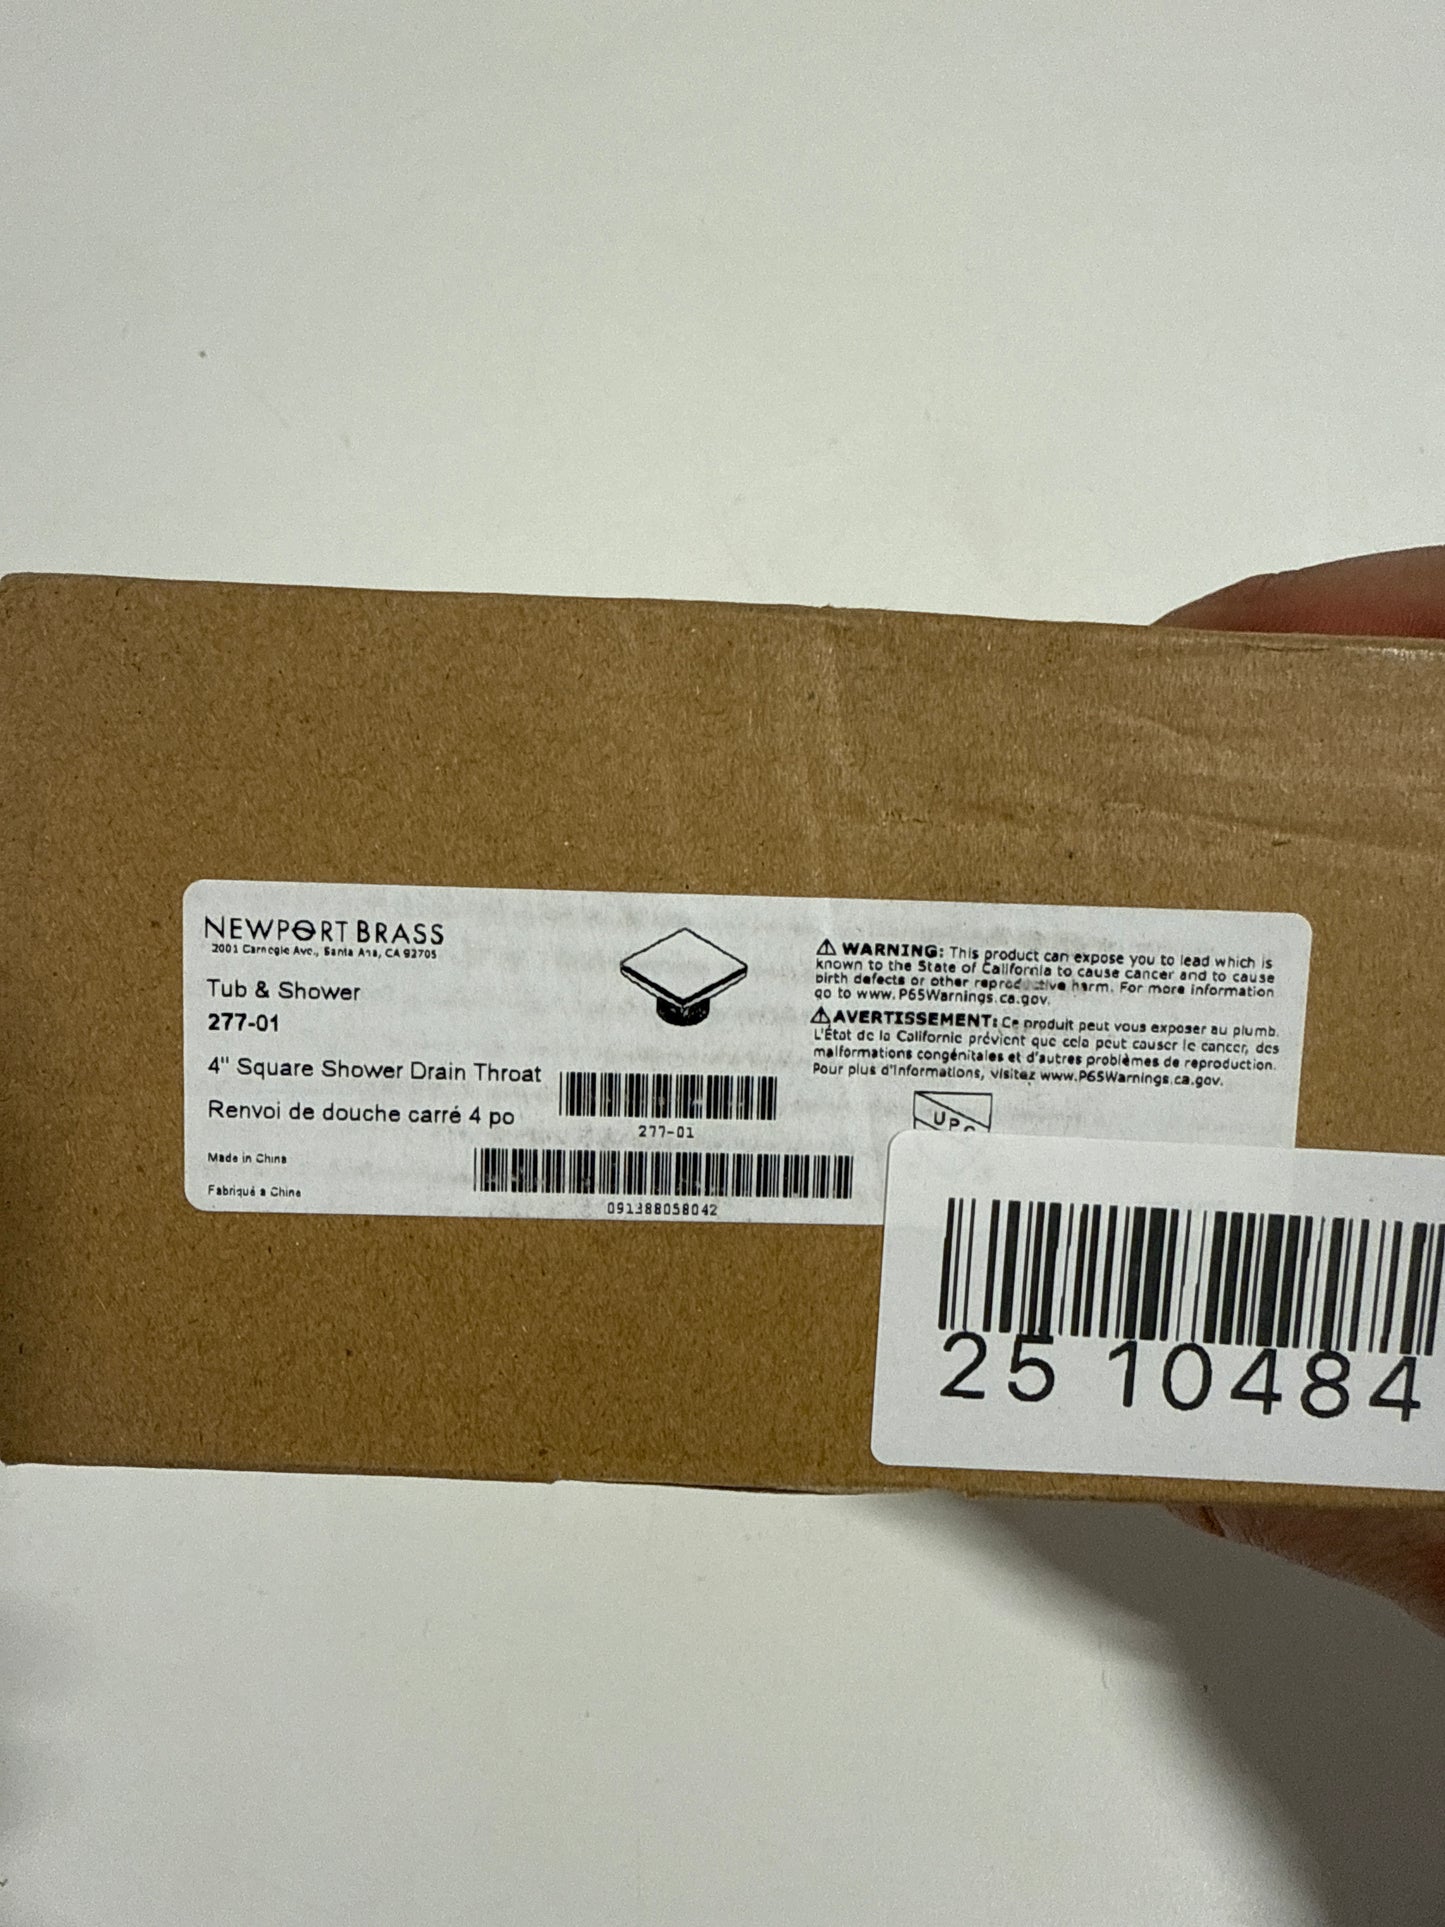 NEWPORT BRASS
2001 Carnegie Ave., Santa Ana, CA 92705
Tub & Shower
277-01
4" Square Shower Drain Throat
Renvoi de douche carré 4 po
Made in China
Fabriqué a Chine
277-01
091388058042
⚠ WARNING: This product can expose you to lead which is
known to the State of California to cause cancer and to cause
birth defects or other reproductive harm. For more information
go to www.P65Warnings.ca.gov.
⚠ AVERTISSEMENT: Ce produit peut vous exposer au plumb.
L'État de la Californie prévient que cela peut causer le cancer, des
malformations congénitales et d'autres problèmes de reproduction.
Pour plus d'informations, visitez www.P65Warnings.ca.gov.
UPC
25 10484